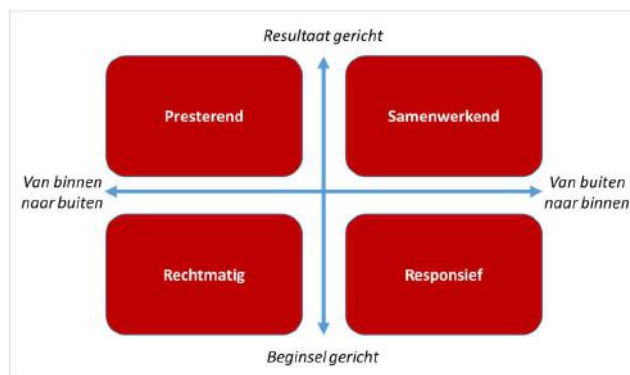 Resultaat gericht
Presterend
Samenwerkend
Van binnen
naar buiten
Van buiten
naar binnen
Rechtmatig
Responsief
Beginsel gericht